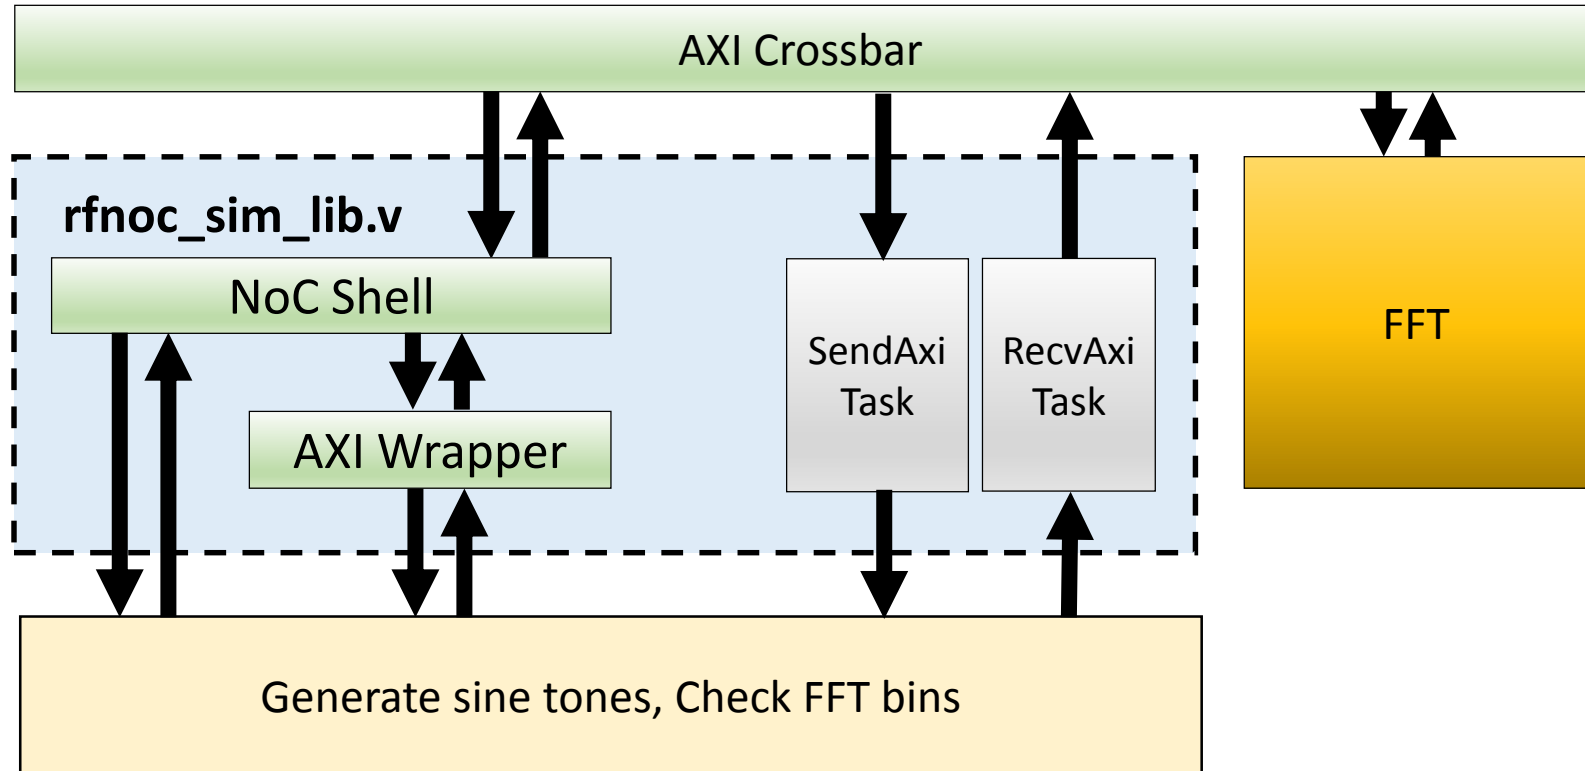 AXI Crossbar
rfnoc_sim_lib.v
NoC Shell
AXI Wrapper
SendAxi
Task
RecvAxi
Task
FFT
Generate sine tones, Check FFT bins